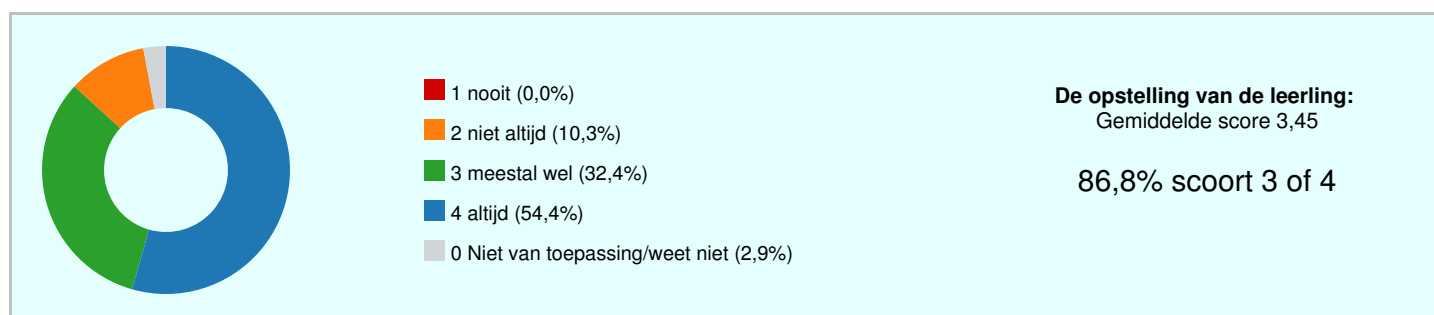 1 nooit (0,0%)
2 niet altijd (10,3%)
3 meestal wel (32,4%)
4 altijd (54,4%)
0 Niet van toepassing/weet niet (2,9%)
De opstelling van de leerling:
Gemiddelde score 3,45
86,8% scoort 3 of 4